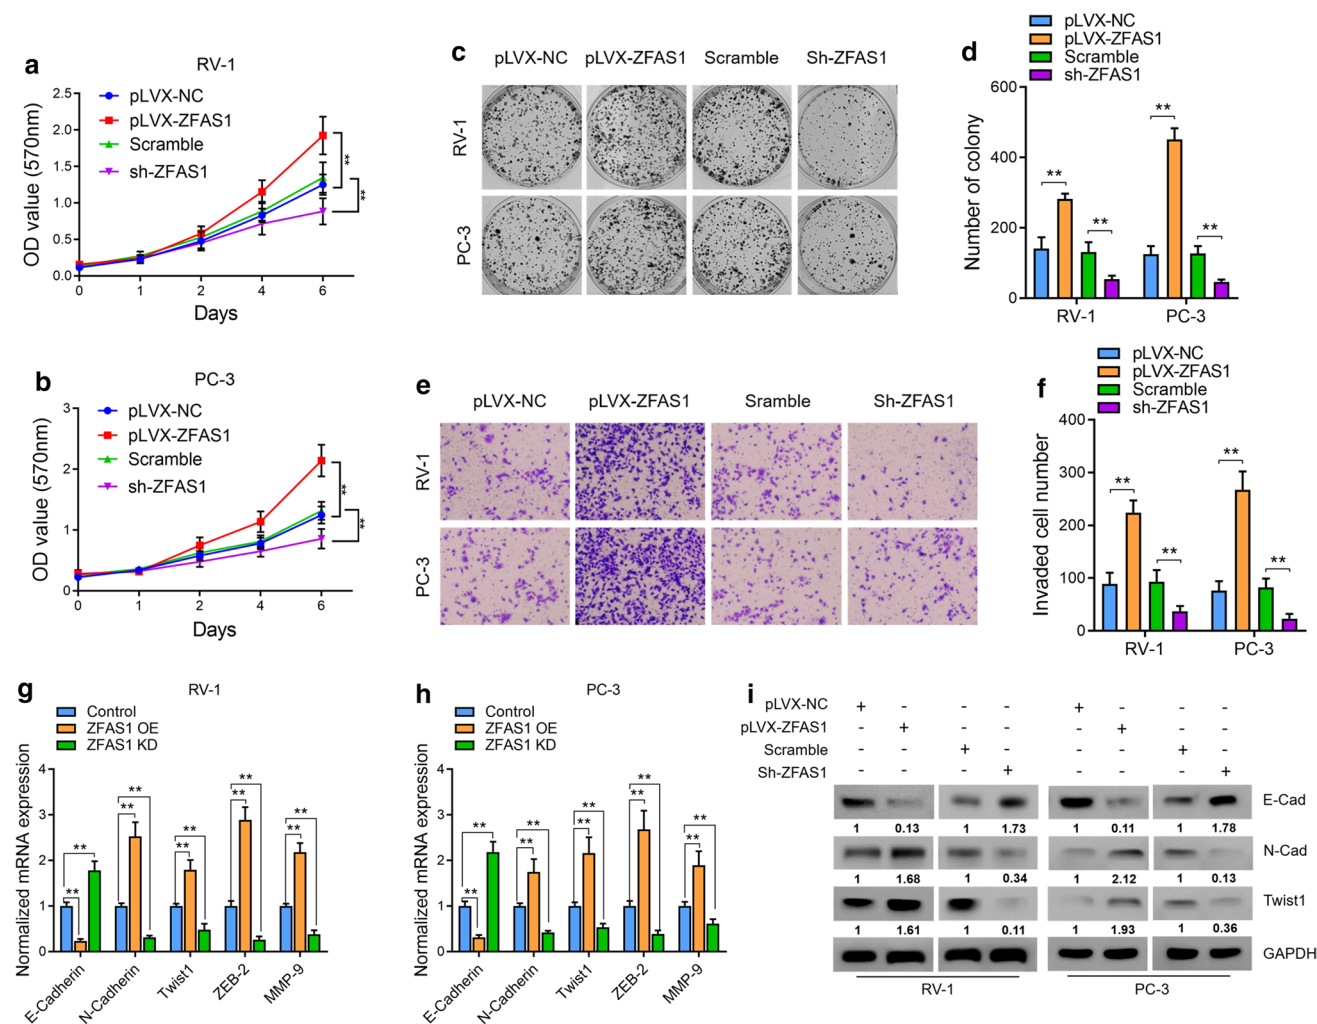 a
RV-1
OD value (570nm)
2.5
2.0
1.5
1.0
0.5
0.0
pLVX-NC
pLVX-ZFAS1
Scramble
sh-ZFAS1
**
**
0 1 2 4 6
Days
b
PC-3
OD value (570nm)
3
2
1
0
pLVX-NC
pLVX-ZFAS1
Scramble
sh-ZFAS1
**
**
0 1 2 4 6
Days
c
pLVX-NC pLVX-ZFAS1 Scramble Sh-ZFAS1
RV-1
PC-3
d
pLVX-NC
pLVX-ZFAS1
Scramble
sh-ZFAS1
Number of colony
600
400
200
0
** ** ** **
RV-1 PC-3
e
pLVX-NC pLVX-ZFAS1 Sramble Sh-ZFAS1
RV-1
PC-3
f
pLVX-NC
pLVX-ZFAS1
Scramble
sh-ZFAS1
Invaded cell number
400
300
200
100
0
** ** ** **
RV-1 PC-3
g
RV-1
Control
ZFAS1 OE
ZFAS1 KD
Normalized mRNA expression
4
3
2
1
0
** ** ** ** **
** ** ** ** **
E-Cadherin N-Cadherin Twist1 ZEB-2 MMP-9
h
PC-3
Control
ZFAS1 OE
ZFAS1 KD
Normalized mRNA expression
4
3
2
1
0
** ** ** ** **
** ** ** ** **
E-Cadherin N-Cadherin Twist1 ZEB-2 MMP-9
i
pLVX-NC + - - - + - - -
pLVX-ZFAS1 - + - - - + - -
Scramble - - + - - - + -
Sh-ZFAS1 - - - + - - - +
E-Cad
1 0.13 1 1.73 1 0.11 1 1.78
N-Cad
1 1.68 1 0.34 1 2.12 1 0.13
Twist1
1 1.61 1 0.11 1 1.93 1 0.36
GAPDH
RV-1 PC-3